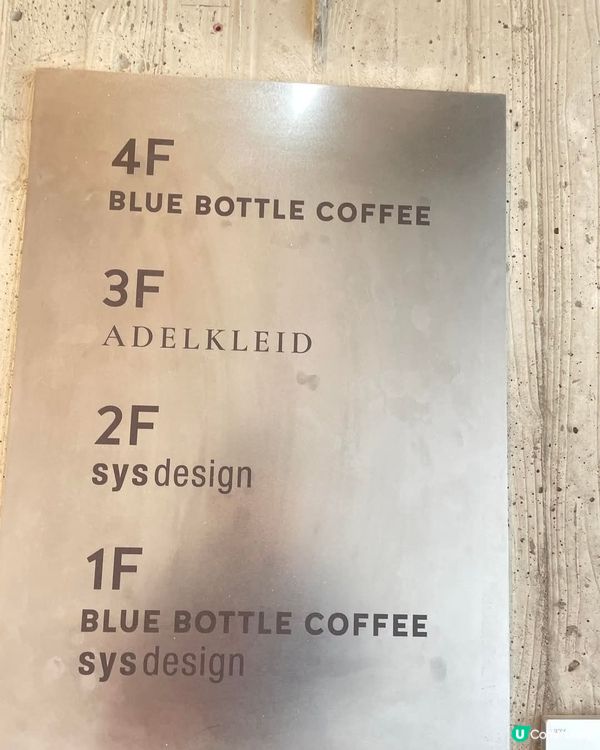 4F
BLUE BOTTLE COFFEE
3F
ADELKLEID
2F
sysdesign
1F
BLUE BOTTLE COFFEE
sysdesign
U